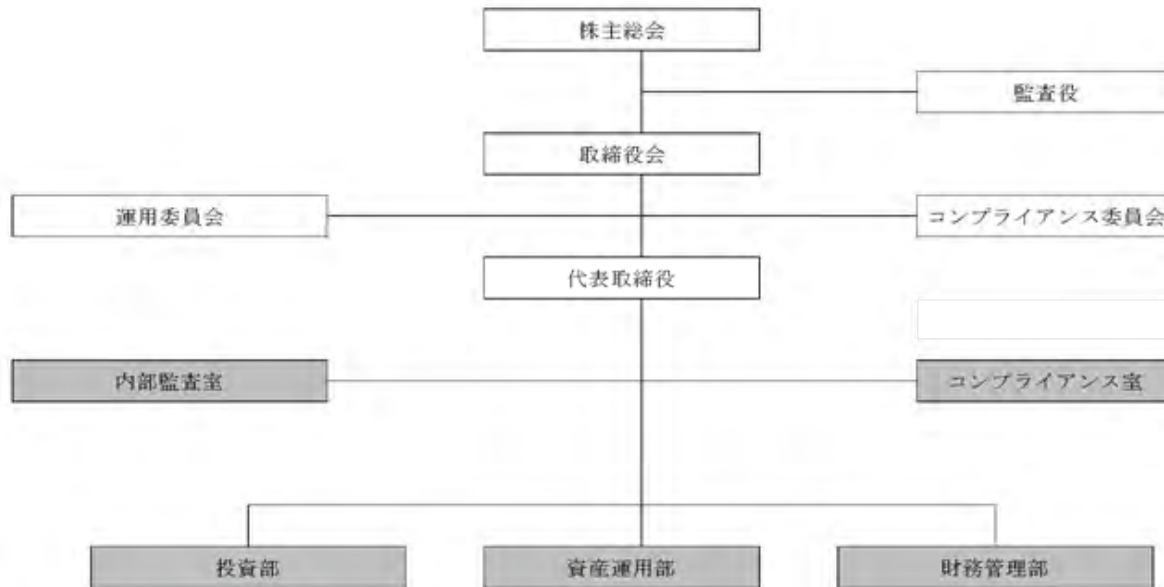 株主総会
監査役
取締役会
運用委員会
コンプライアンス委員会
代表取締役
内部監査室
コンプライアンス室
投資部
資産運用部
財務管理部